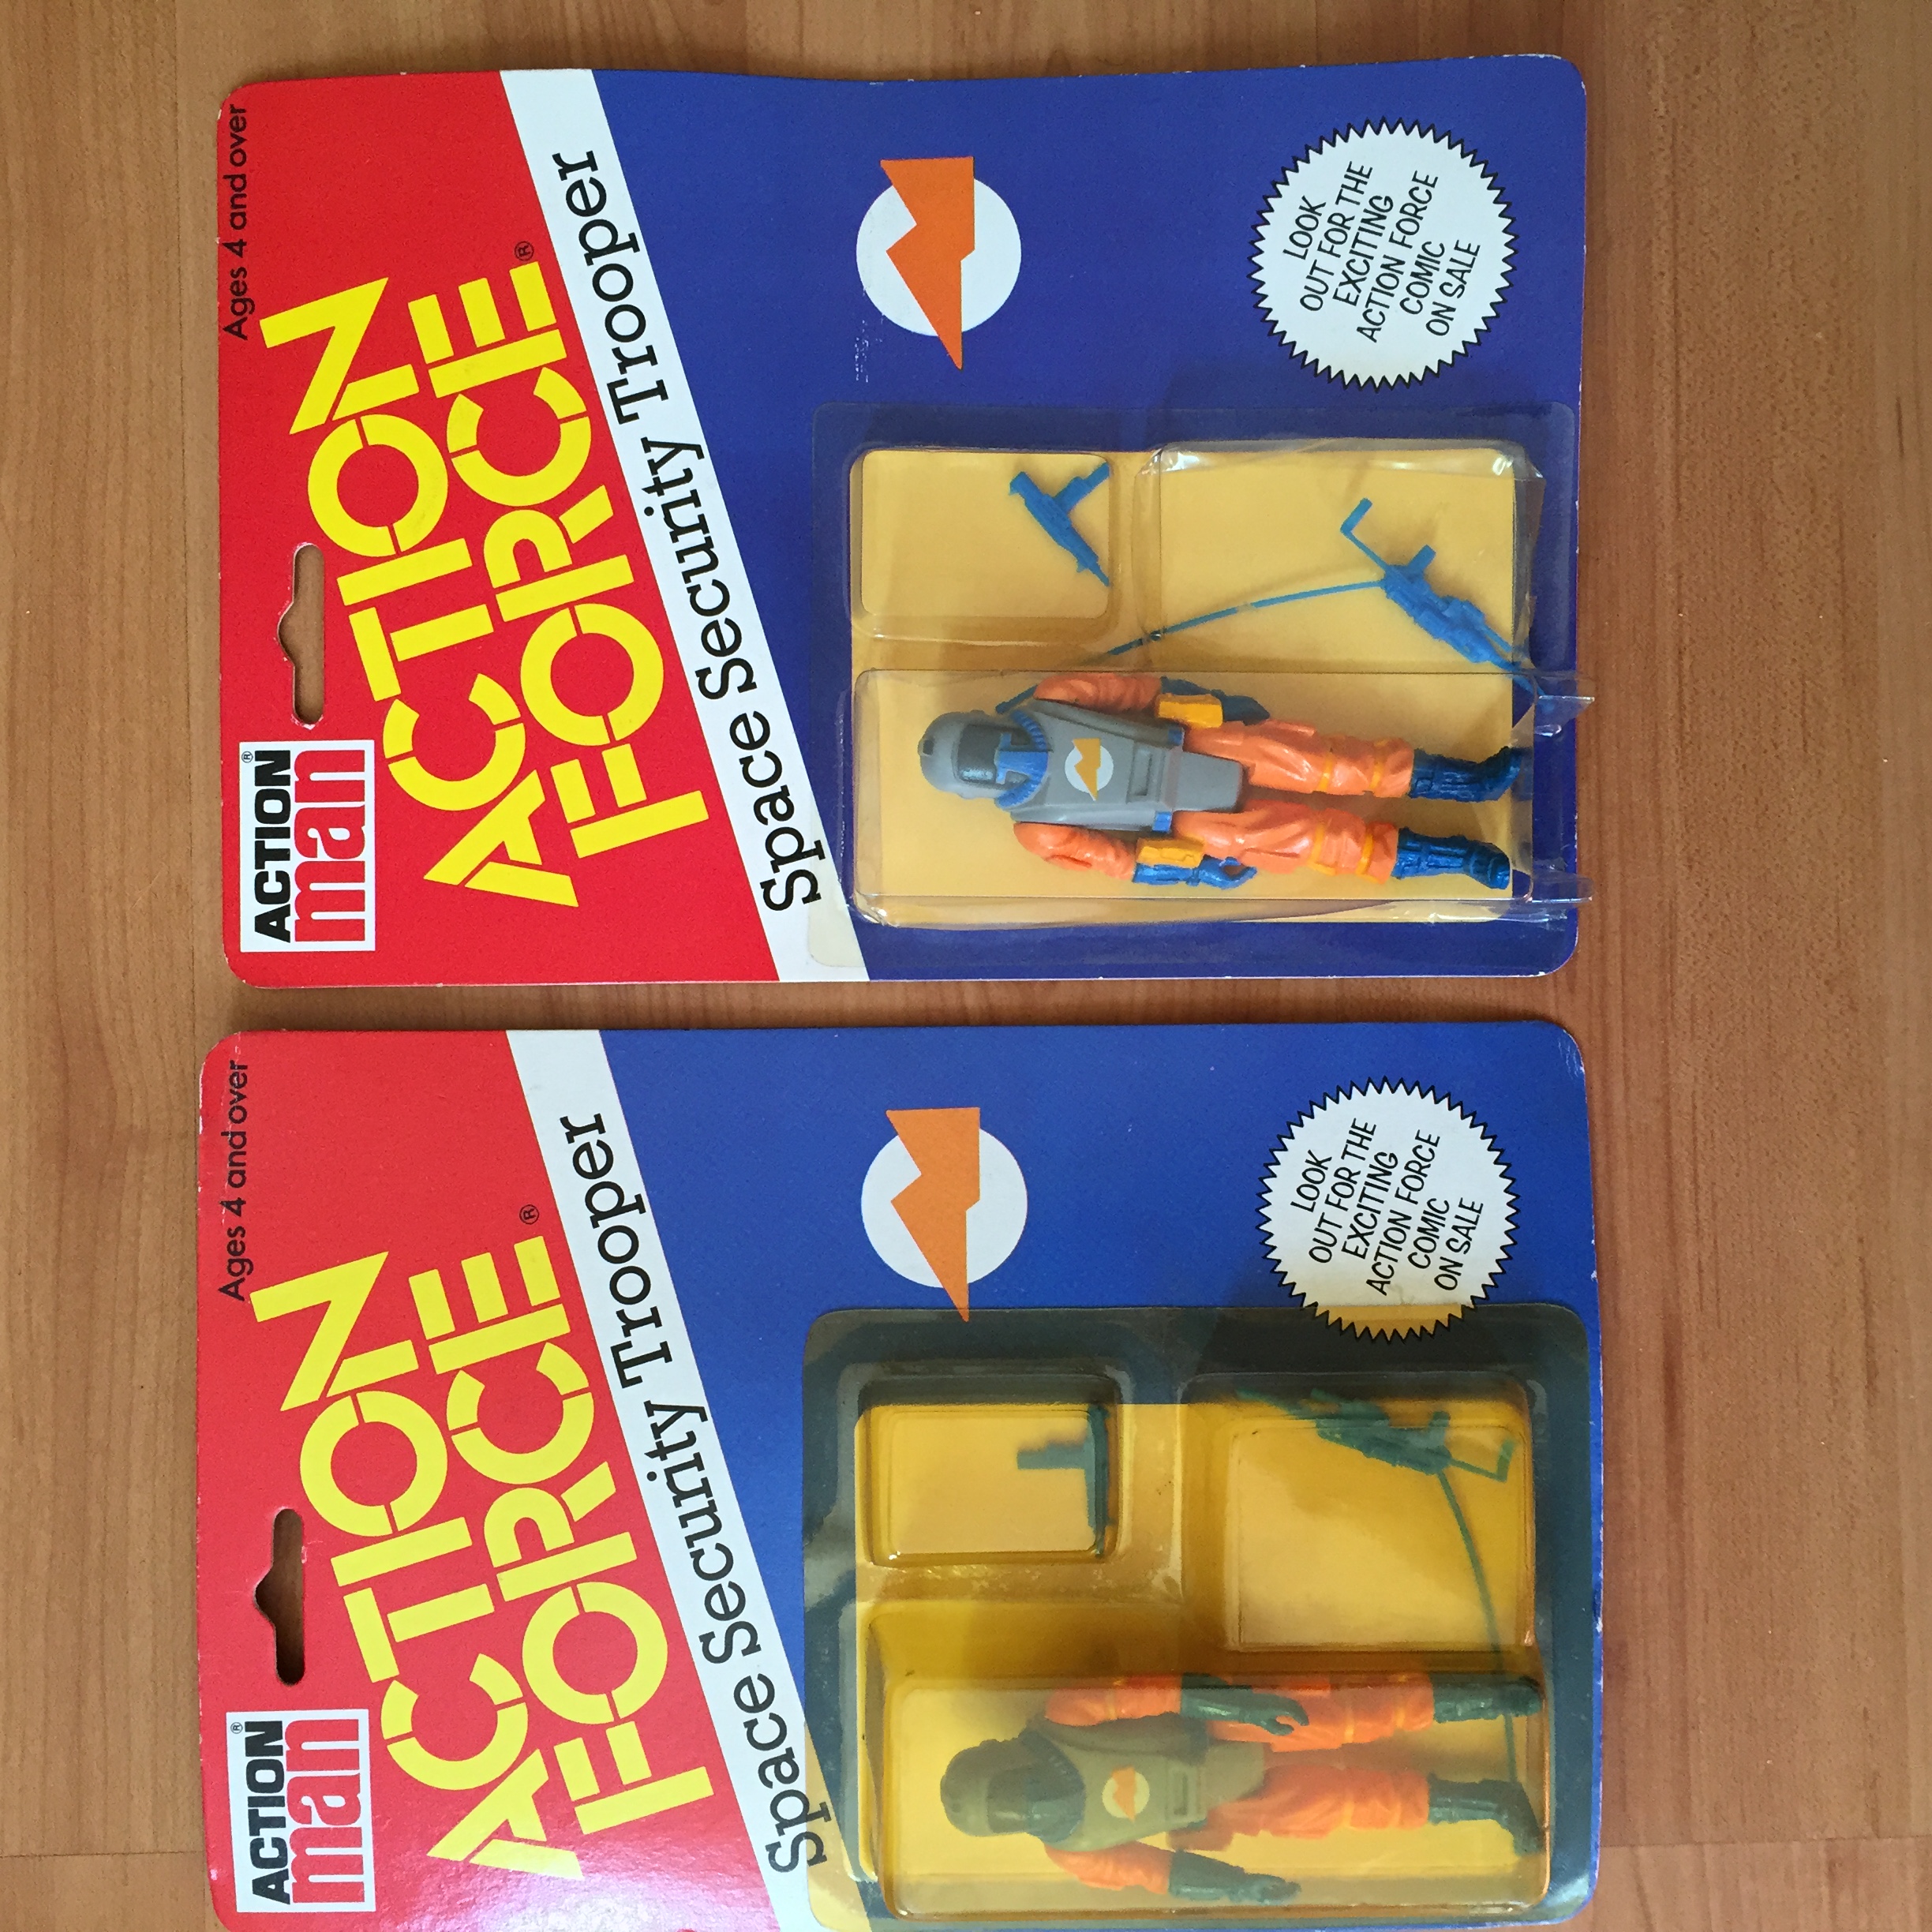 ACTION®
man
Ages 4 and over
ACTION
FORCE®
Space Security Trooper
LOOK
OUT FOR THE
EXCITING
ACTION FORCE
COMIC
ON SALE
ACTION®
man
Ages 4 and over
ACTION
FORCE®
Space Security Trooper
LOOK
OUT FOR THE
EXCITING
ACTION FORCE
COMIC
ON SALE